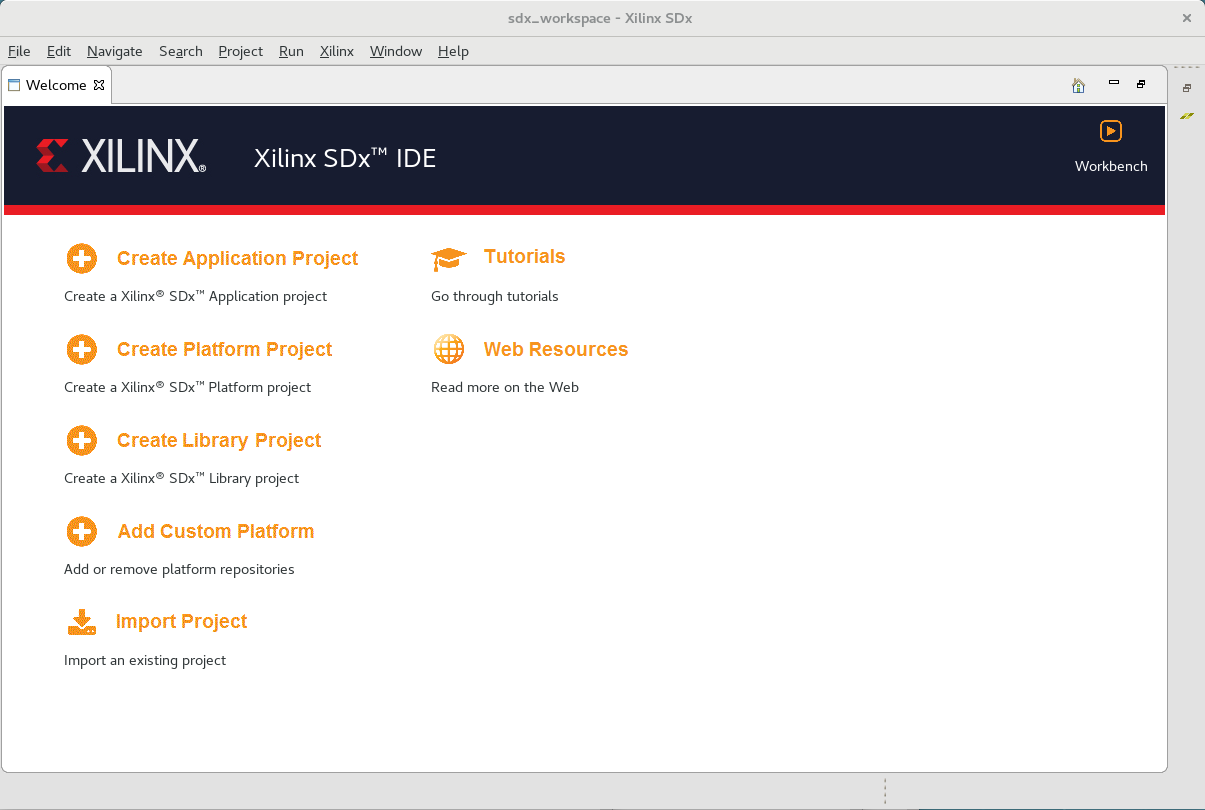 sdx_workspace - Xilinx SDx
File Edit Navigate Search Project Run Xilinx Window Help
Welcome
XILINX®
Xilinx SDx™ IDE
Workbench
Create Application Project
Create a Xilinx® SDx™ Application project
Create Platform Project
Create a Xilinx® SDx™ Platform project
Create Library Project
Create a Xilinx® SDx™ Library project
Add Custom Platform
Add or remove platform repositories
Import Project
Import an existing project
Tutorials
Go through tutorials
Web Resources
Read more on the Web